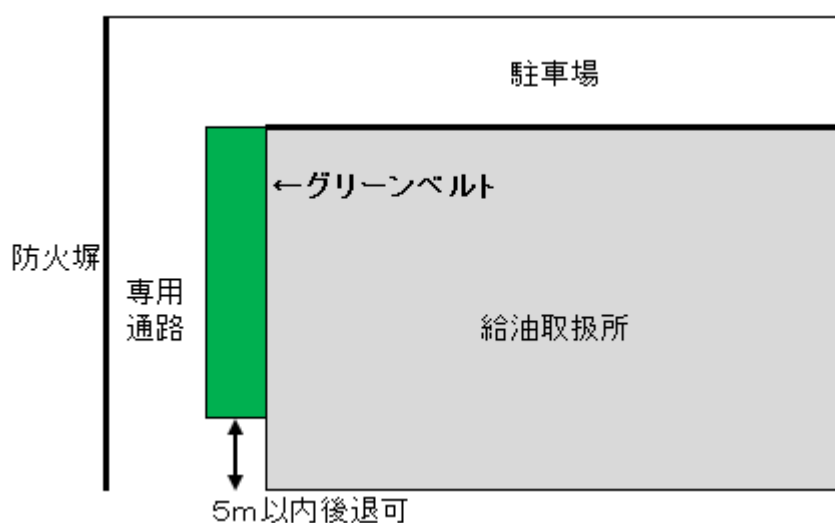 駐車場
←グリーンベルト
防火塀
専用
通路
給油取扱所
5m以内後退可